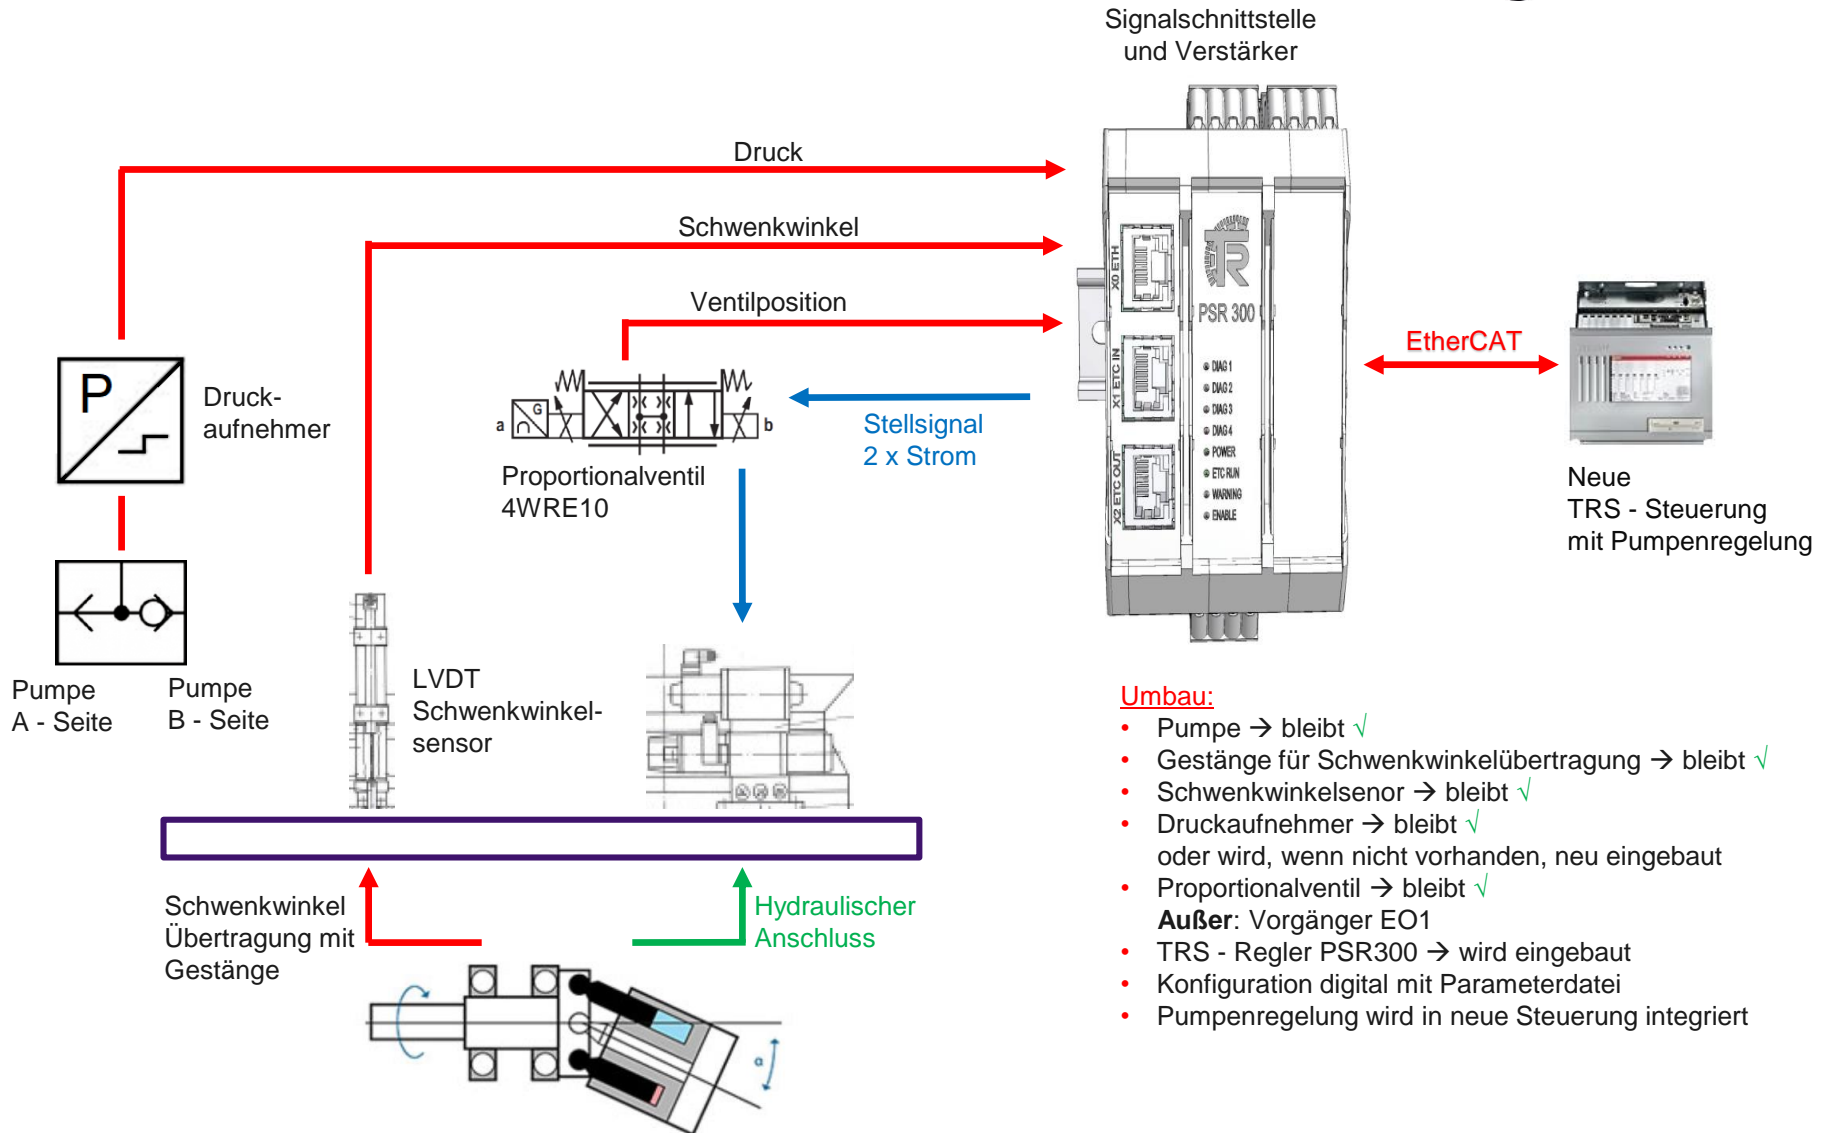 Signalschnittstelle
und Verstärker
Druck
Schwenkwinkel
Ventilposition
X0 ETH
X1 ETC IN
X2 ETC OUT
TR
PSR 300
DIAG 1
DIAG 2
DIAG 3
DIAG 4
POWER
ETC RUN
WARNING
ENABLE
EtherCAT
P
Druck-
aufnehmer
a
G
b
Proportionalventil
4WRE10
Stellsignal
2 x Strom
Neue
TRS - Steuerung
mit Pumpenregelung
Pumpe
A - Seite
Pumpe
B - Seite
LVDT
Schwenkwinkel-
sensor
Schwenkwinkel
Übertragung mit
Gestänge
Hydraulischer
Anschluss
α
Umbau:
• Pumpe → bleibt √
• Gestänge für Schwenkwinkelübertragung → bleibt √
• Schwenkwinkelsenor → bleibt √
• Druckaufnehmer → bleibt √
oder wird, wenn nicht vorhanden, neu eingebaut
• Proportionalventil → bleibt √
Außer: Vorgänger EO1
• TRS - Regler PSR300 → wird eingebaut
• Konfiguration digital mit Parameterdatei
• Pumpenregelung wird in neue Steuerung integriert